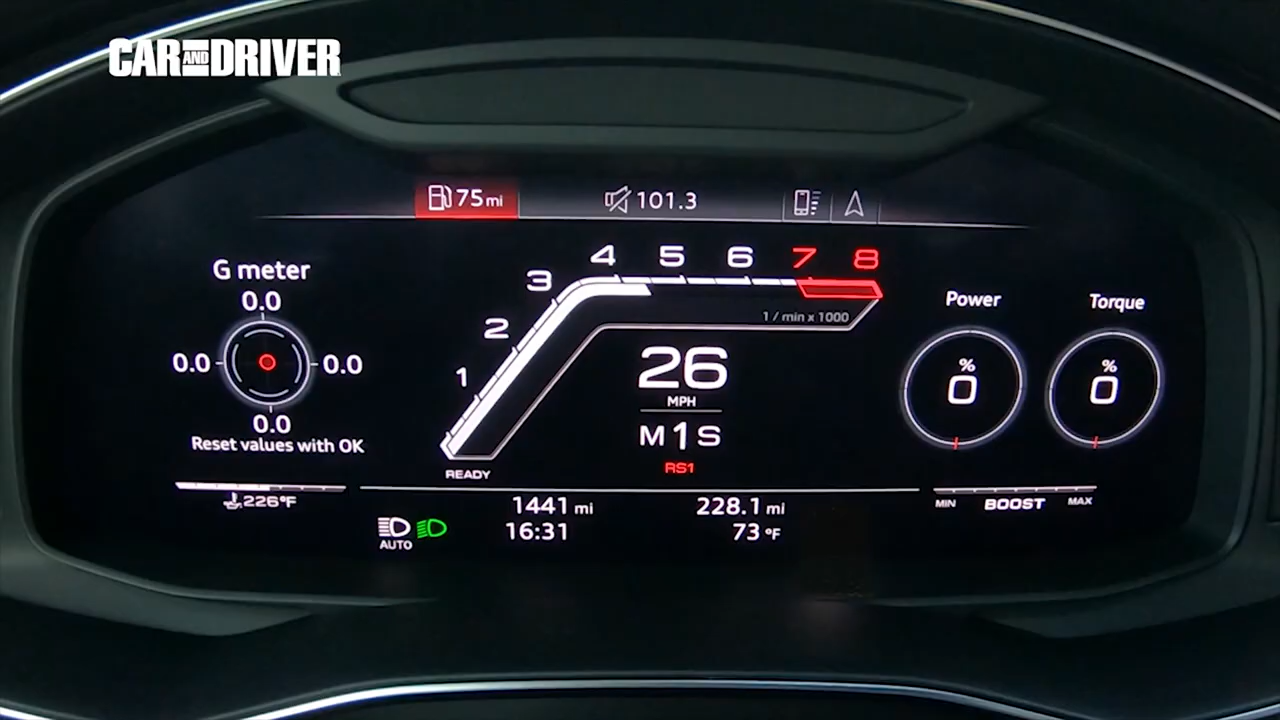 CAR AND DRIVER
75 mi
101.3
G meter
0.0
0.0
0.0
0.0
Reset values with OK
226°F
1
2
3
4
5
6
7
8
1 / min x 1000
READY
26
MPH
M1S
RS1
Power
%
0
Torque
%
0
MIN BOOST MAX
AUTO
1441 mi
228.1 mi
16:31
73 °F